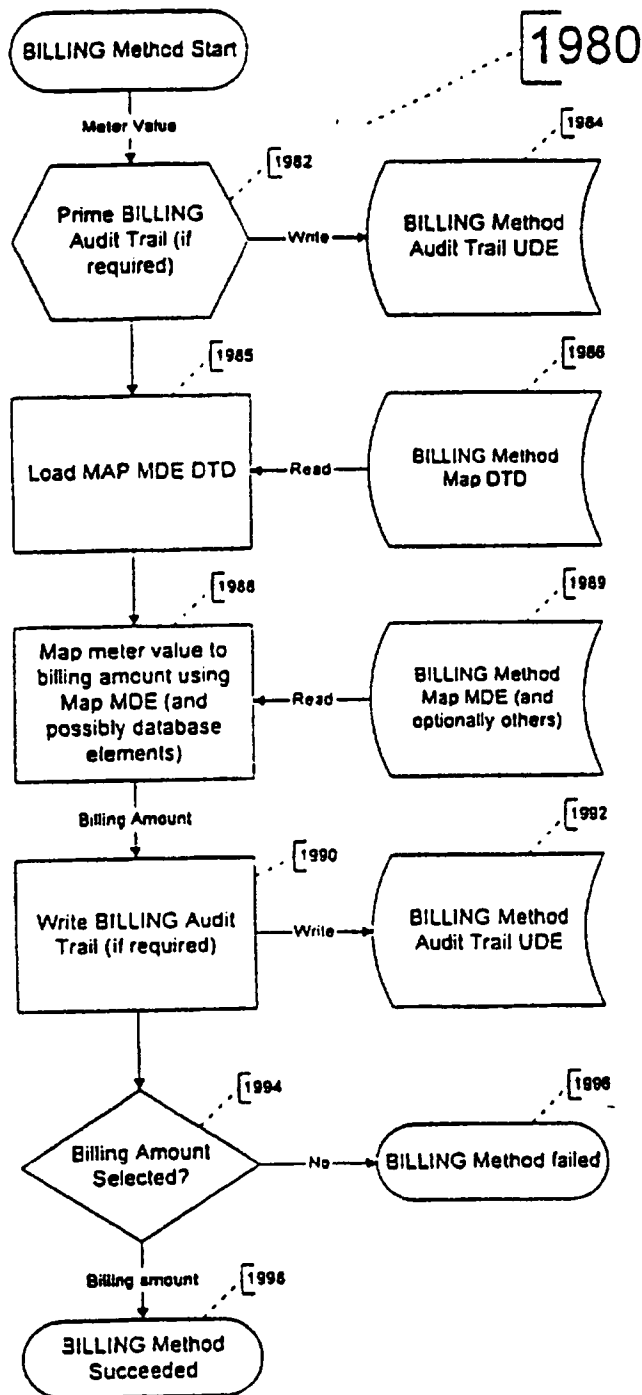 BILLING Method Start
1980
Meter Value
1982
1984
Prime BILLING
Audit Trail (if
required)
Write
BILLING Method
Audit Trail UDE
1985
1986
Load MAP MDE DTD
Read
BILLING Method
Map DTD
1988
1989
Map meter value to
billing amount using
Map MDE (and
possibly database
elements)
Read
BILLING Method
Map MDE (and
optionally others)
Billing Amount
1990
1992
Write BILLING Audit
Trail (if required)
Write
BILLING Method
Audit Trail UDE
1994
1996
Billing Amount
Selected?
No
BILLING Method failed
Billing amount
1998
BILLING Method
Succeeded